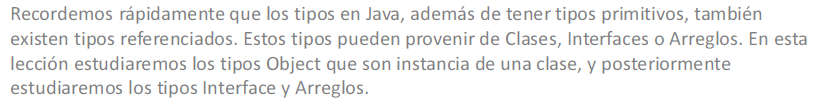 Recordemos rápidamente que los tipos en Java, además de tener tipos primitivos, también
existen tipos referenciados. Estos tipos pueden provenir de Clases, Interfaces o Arreglos. En esta
lección estudiaremos los tipos Object que son instancia de una clase, y posteriormente
estudiaremos los tipos Interface y Arreglos.